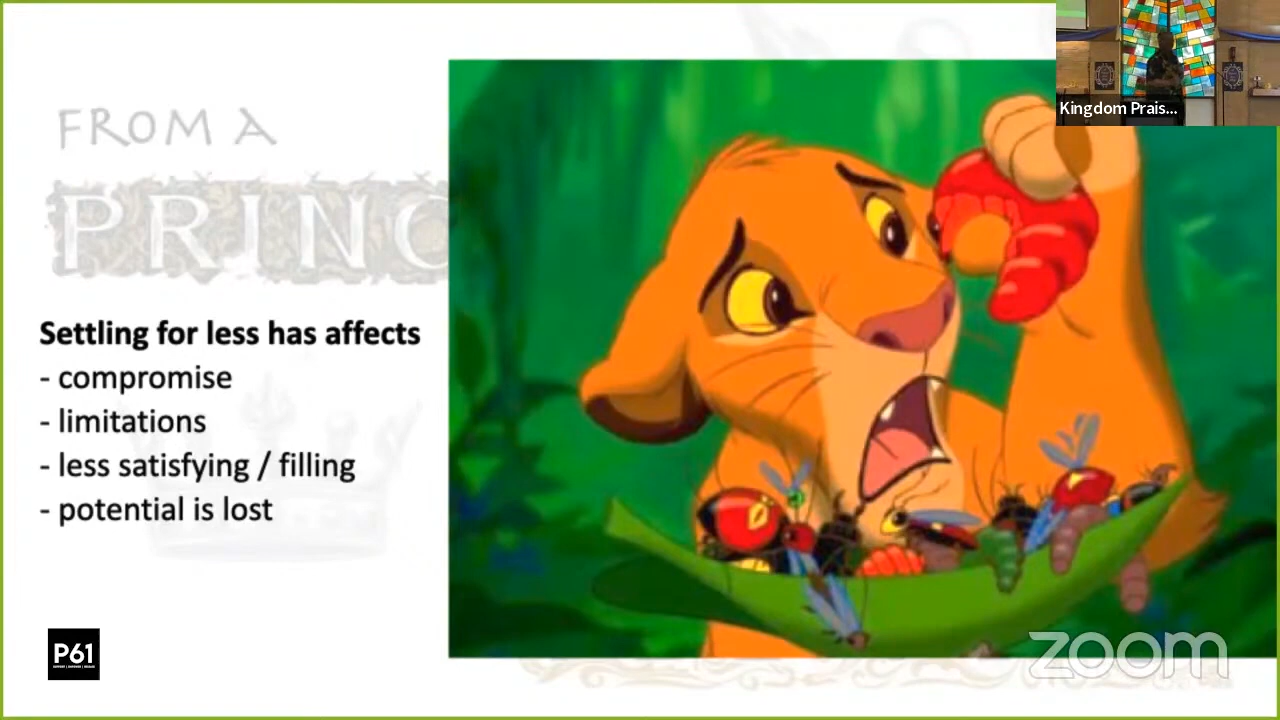 FROM A
PRINC
Settling for less has affects
- compromise
- limitations
- less satisfying / filling
- potential is lost
P61
Kingdom Prais...
zoom